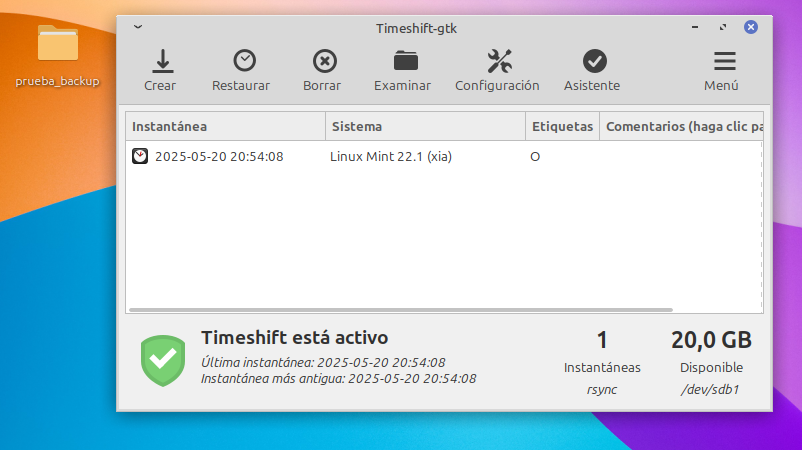 Timeshift-gtk
prueba_backup
Crear
Restaurar
Borrar
Examinar
Configuración
Asistente
Menú
Instantánea
Sistema
Etiquetas
Comentarios (haga clic pa
2025-05-20 20:54:08
Linux Mint 22.1 (xia)
O
Timeshift está activo
Última instantánea: 2025-05-20 20:54:08
Instantánea más antigua: 2025-05-20 20:54:08
1
Instantáneas
rsync
20,0 GB
Disponible
/dev/sdb1